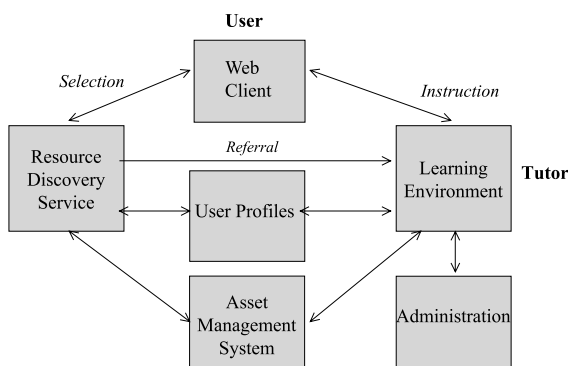 User
Web
Client
Selection
Instruction
Resource
Discovery
Service
Referral
Learning
Environment
Tutor
User Profiles
Asset
Management
System
Administration